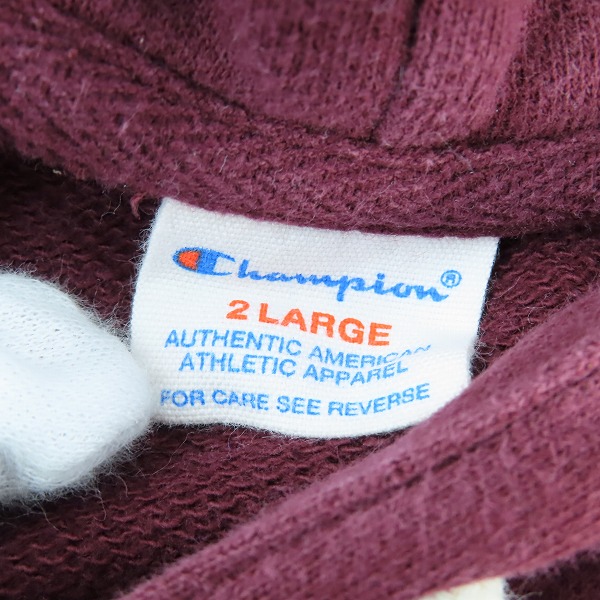 Champion®
2 LARGE
AUTHENTIC AMERICAN
ATHLETIC APPAREL
FOR CARE SEE REVERSE